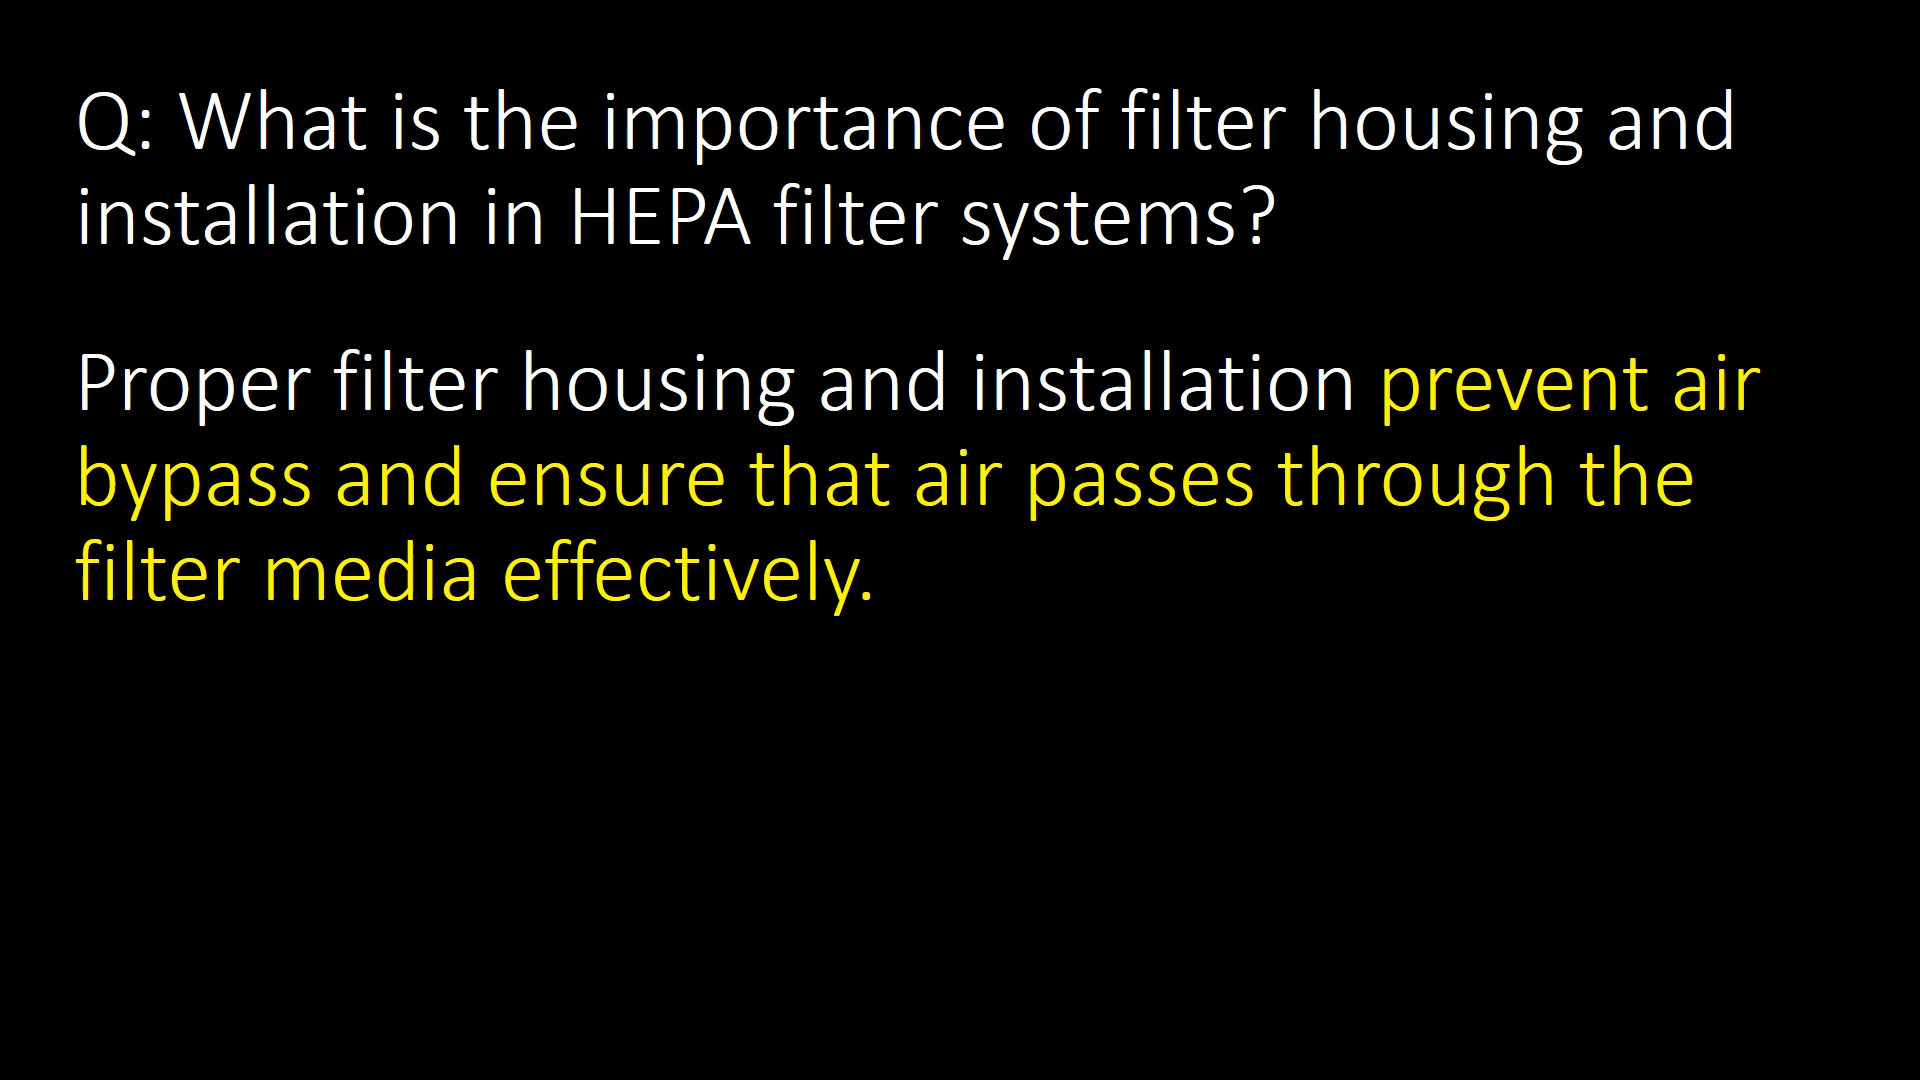 Q: What is the importance of filter housing and
installation in HEPA filter systems?
Proper filter housing and installation prevent air
bypass and ensure that air passes through the
filter media effectively.